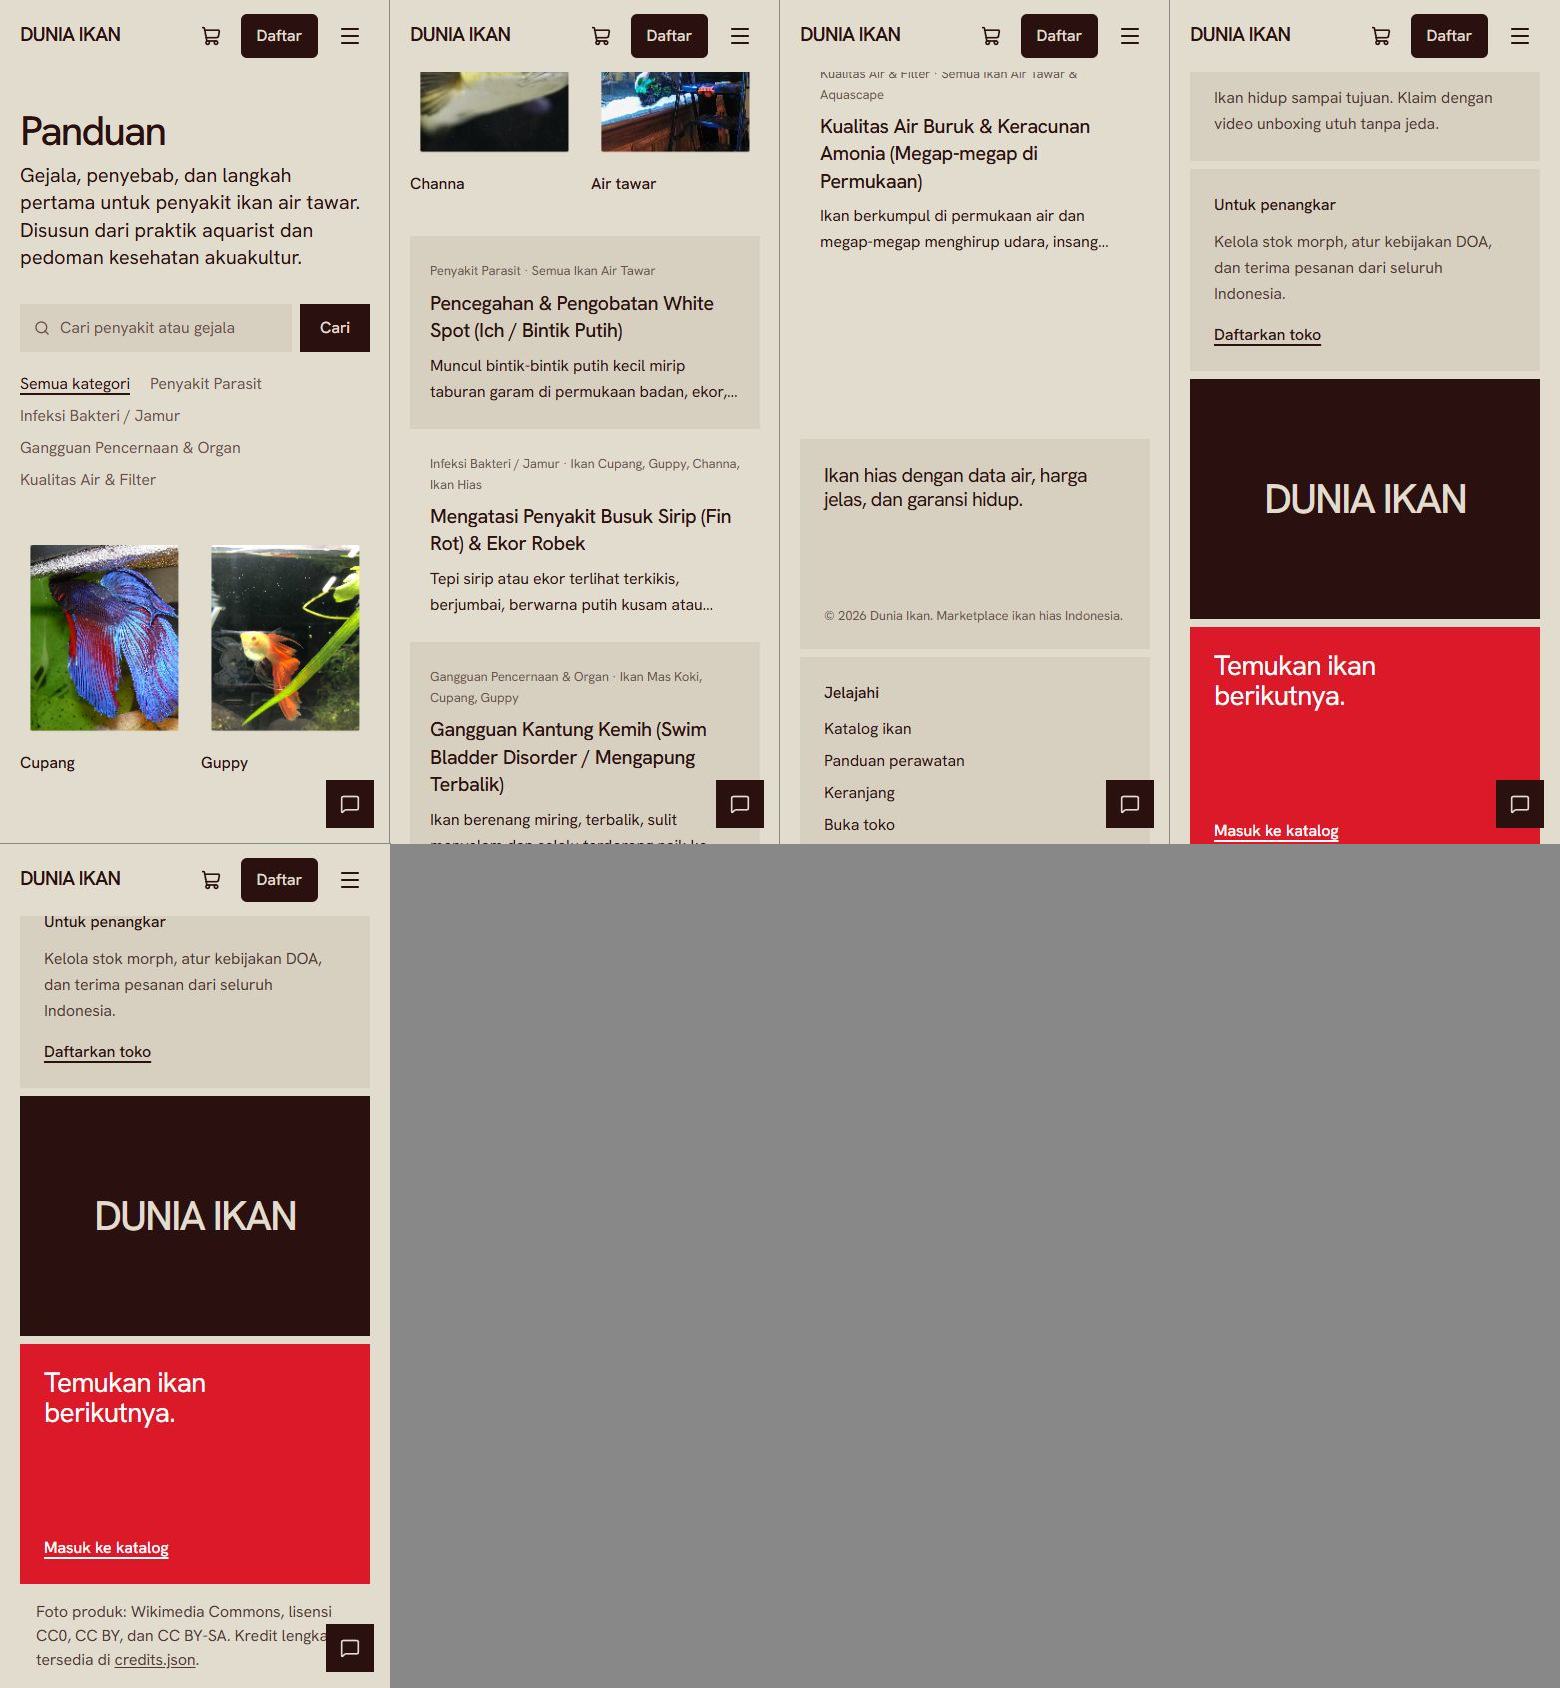 DUNIA IKAN
Daftar
Panduan
Gejala, penyebab, dan langkah
pertama untuk penyakit ikan air tawar.
Disusun dari praktik aquarist dan
pedoman kesehatan akuakultur.
Cari penyakit atau gejala
Cari
Semua kategori
Penyakit Parasit
Infeksi Bakteri / Jamur
Gangguan Pencernaan & Organ
Kualitas Air & Filter
Cupang
Guppy
DUNIA IKAN
Daftar
Channa
Air tawar
Penyakit Parasit · Semua Ikan Air Tawar
Pencegahan & Pengobatan White
Spot (Ich / Bintik Putih)
Muncul bintik-bintik putih kecil mirip
taburan garam di permukaan badan, ekor,...
Infeksi Bakteri / Jamur · Ikan Cupang, Guppy, Channa,
Ikan Hias
Mengatasi Penyakit Busuk Sirip (Fin
Rot) & Ekor Robek
Tepi sirip atau ekor terlihat terkikis,
berjumbai, berwarna putih kusam atau...
Gangguan Pencernaan & Organ · Ikan Mas Koki,
Cupang, Guppy
Gangguan Kantung Kemih (Swim
Bladder Disorder / Mengapung
Terbalik)
Ikan berenang miring, terbalik, sulit
DUNIA IKAN
Daftar
Kualitas Air & Filter · Semua Ikan Air Tawar &
Aquascape
Kualitas Air Buruk & Keracunan
Amonia (Megap-megap di
Permukaan)
Ikan berkumpul di permukaan air dan
megap-megap menghirup udara, insang...
Ikan hias dengan data air, harga
jelas, dan garansi hidup.
© 2026 Dunia Ikan. Marketplace ikan hias Indonesia.
Jelajahi
Katalog ikan
Panduan perawatan
Keranjang
Buka toko
DUNIA IKAN
Daftar
Ikan hidup sampai tujuan. Klaim dengan
video unboxing utuh tanpa jeda.
Untuk penangkar
Kelola stok morph, atur kebijakan DOA,
dan terima pesanan dari seluruh
Indonesia.
Daftarkan toko
DUNIA IKAN
Temukan ikan
berikutnya.
Masuk ke katalog
DUNIA IKAN
Daftar
Untuk penangkar
Kelola stok morph, atur kebijakan DOA,
dan terima pesanan dari seluruh
Indonesia.
Daftarkan toko
DUNIA IKAN
Temukan ikan
berikutnya.
Masuk ke katalog
Foto produk: Wikimedia Commons, lisensi
CC0, CC BY, dan CC BY-SA. Kredit lengka
tersedia di credits.json.